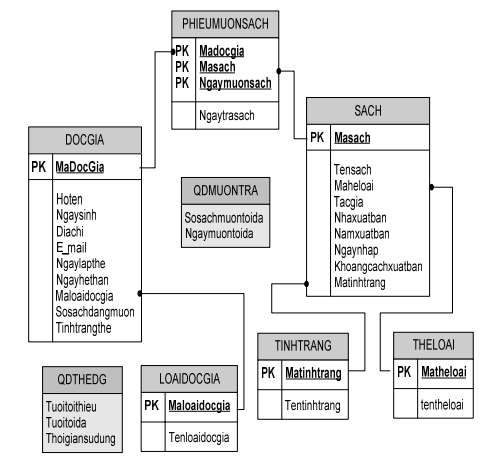 PHIEUMUONSACH
PK Madocgia
PK Masach
PK Ngaymuonsach
Ngaytrasach
SACH
PK Masach
Tensach
Maheloai
Tacgia
Nhaxuatban
Namxuatban
Ngaynhap
Khoangcachxuatban
Matinhtrang
DOCGIA
PK MaDocGia
Hoten
Ngaysinh
Diachi
E_mail
Ngaylapthe
Ngayhethan
Maloaidocgia
Sosachdangmuon
Tinhtrangthe
QDMUONTRA
Sosachmuontoida
Ngaymuontoida
TINHTRANG
PK Matinhtrang
Tentinhtrang
THELOAI
PK Matheloai
tentheloai
QDTHEDG
Tuoitoithieu
Tuoitoida
Thoigiansudung
LOAIDOCGIA
PK Maloaidocgia
Tenloaidocgia